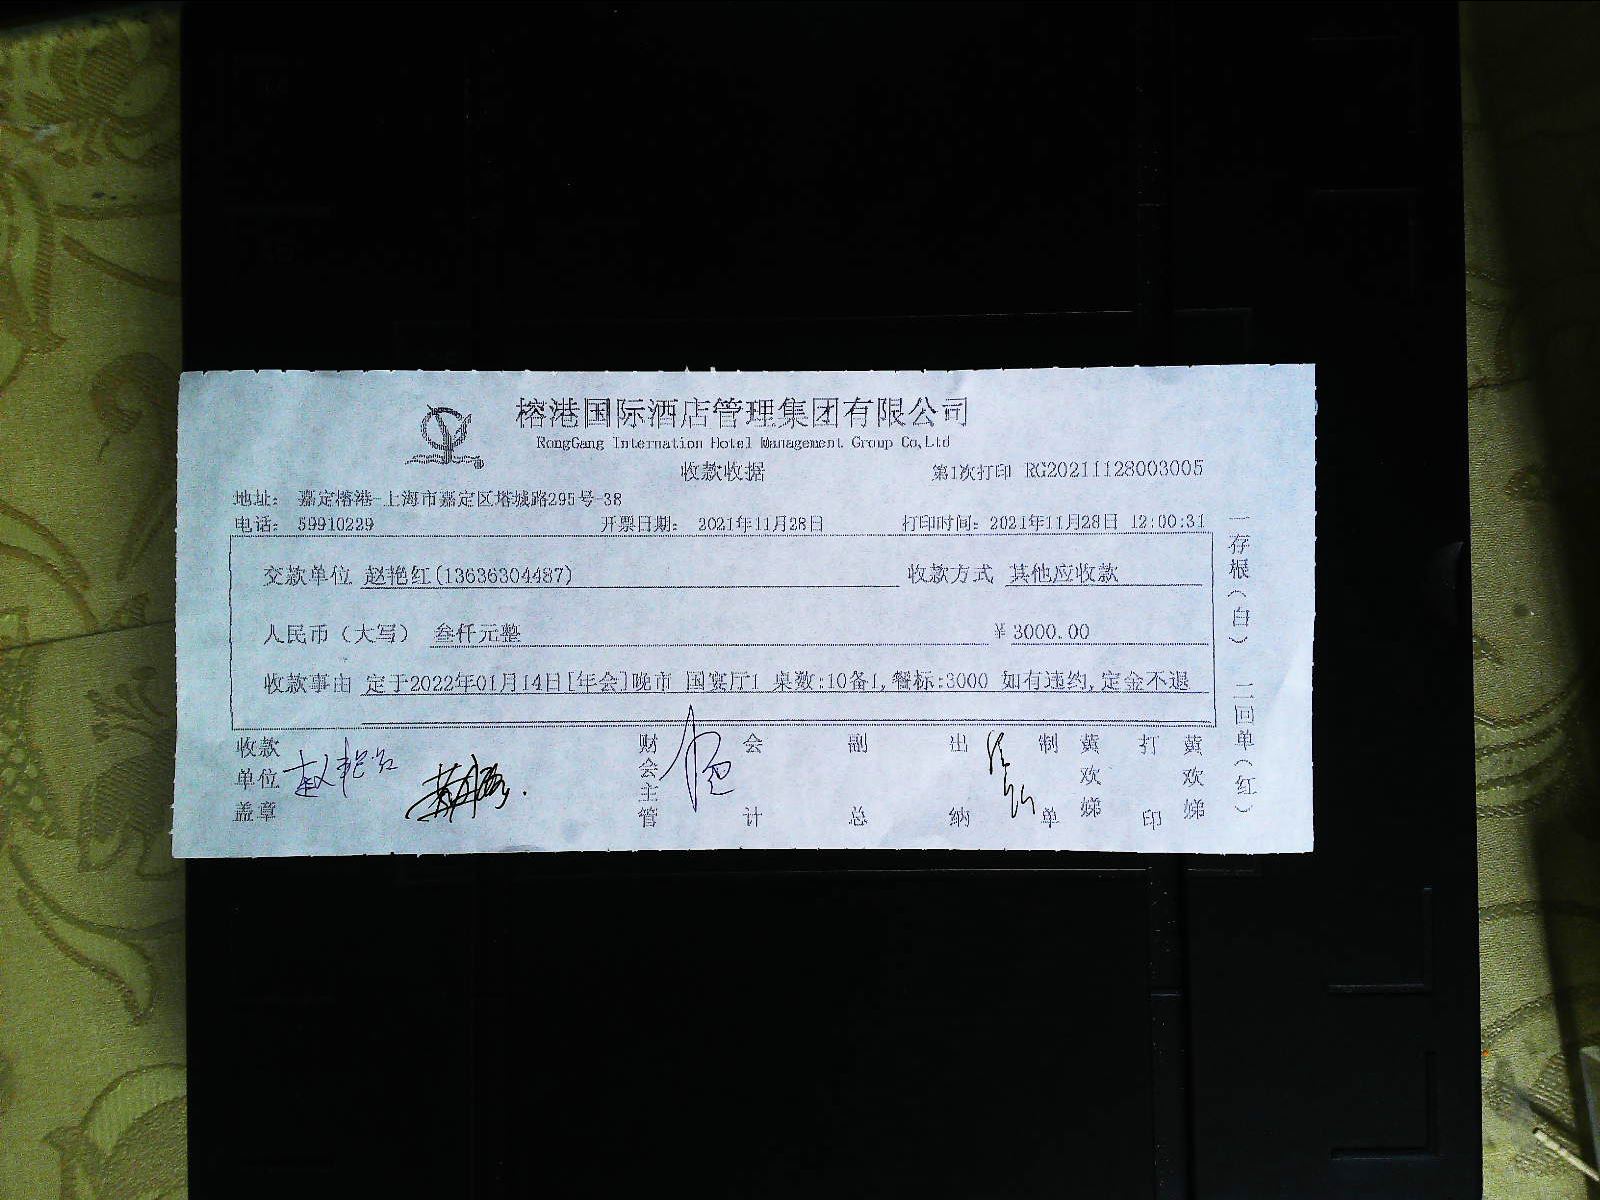 榕港国际酒店管理集团有限公司
RongGang Internation Hotel Management Group Co,Ltd
收款收据
第1次打印 RG20211128003005
地址： 嘉定榕港-上海市嘉定区塔城路295号-38
电话： 59910229 开票日期： 2021年11月28日 打印时间：2021年11月28日 12:00:31
交款单位 赵艳红(13636304487) 收款方式 其他应收款
人民币（大写） 叁仟元整 ￥3000.00
收款事由 定于2022年01月14日[年会]晚市 国宴厅1 桌数:10备1,餐标:3000 如有违约,定金不退
收款单位盖章 赵艳红
财会主管
会计
副总
出纳
制单 黄欢娣
打印 黄欢娣
一存根（白） 二回单（红）